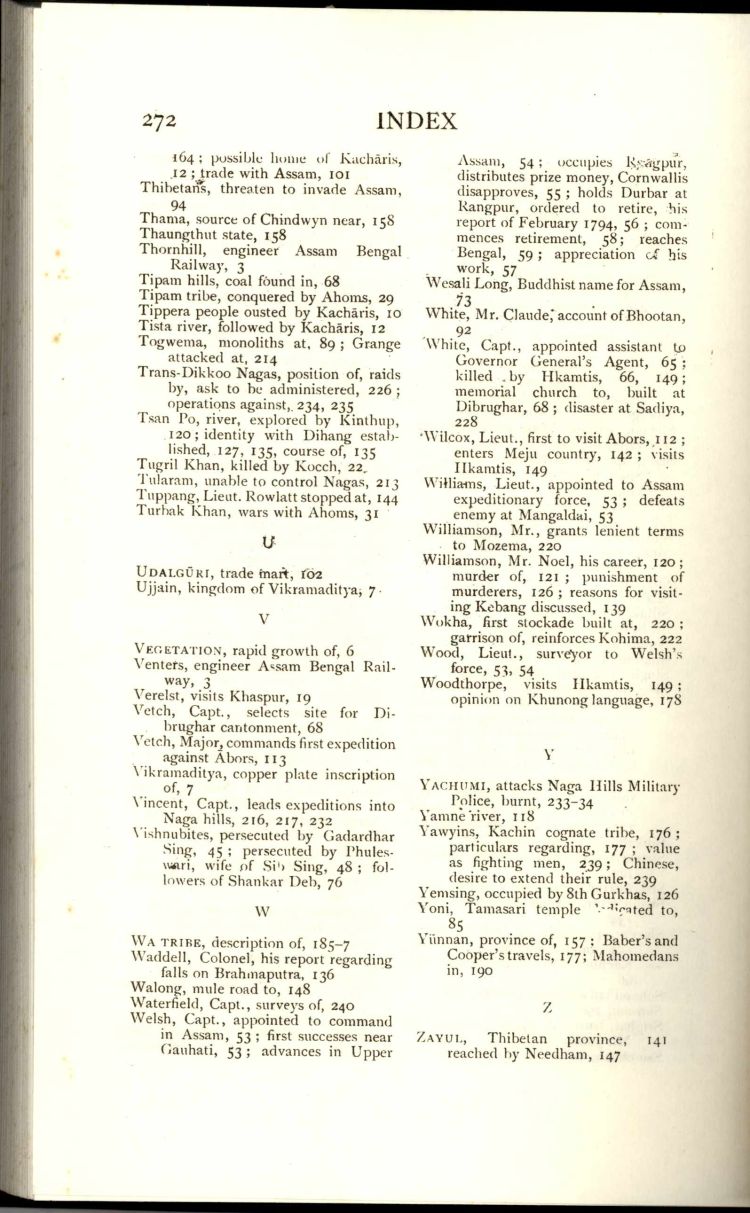 272 INDEX
164 ; possible home of Kachāris,
12 ; trade with Assam, 101
Thibetans, threaten to invade Assam,
94
Thama, source of Chindwyn near, 158
Thaungthut state, 158
Thornhill, engineer Assam Bengal
Railway, 3
Tipam hills, coal found in, 68
Tipam tribe, conquered by Ahoms, 29
Tippera people ousted by Kachāris, 10
Tista river, followed by Kachāris, 12
Togwema, monoliths at, 89 ; Grange
attacked at, 214
Trans-Dikkoo Nagas, position of, raids
by, ask to be administered, 226 ;
operations against, 234, 235
Tsan Po, river, explored by Kinthup,
120 ; identity with Dihang estab-
lished, 127, 135, course of, 135
Tugril Khan, killed by Kocch, 22
Tularam, unable to control Nagas, 213
Tuppang, Lieut. Rowlatt stopped at, 144
Turbak Khan, wars with Ahoms, 31
U
UDALGŪRI, trade mart, 102
Ujjain, kingdom of Vikramaditya, 7
V
VEGETATION, rapid growth of, 6
Venters, engineer Assam Bengal Rail-
way, 3
Verelst, visits Khaspur, 19
Vetch, Capt., selects site for Di-
brughar cantonment, 68
Vetch, Major, commands first expedition
against Abors, 113
Vikramaditya, copper plate inscription
of, 7
Vincent, Capt., leads expeditions into
Naga hills, 216, 217, 232
Vishnubites, persecuted by Gadardhar
Sing, 45 ; persecuted by Phules-
wari, wife of Sib Sing, 48 ; fol-
lowers of Shankar Deb, 76
W
WA TRIBE, description of, 185-7
Waddell, Colonel, his report regarding
falls on Brahmaputra, 136
Walong, mule road to, 148
Waterfield, Capt., surveys of, 240
Welsh, Capt., appointed to command
in Assam, 53 ; first successes near
Gauhati, 53 ; advances in Upper
Assam, 54 ; occupies
distributes prize money, Cornwallis
disapproves, 55 ; holds Durbar at
Rangpur, ordered to retire, his
report of February 1794, 56 ; com-
mences retirement, 58; reaches
Bengal, 59 ; appreciation of his
work, 57
Wesali Long, Buddhist name for Assam,
73
White, Mr. Claude, account of Bhootan,
92
White, Capt., appointed assistant to
Governor General's Agent, 65 ;
killed by Hkamtis, 66, 149 ;
memorial church to, built at
Dibrughar, 68 ; disaster at Sadiya,
228
Wilcox, Lieut., first to visit Abors, 112 ;
enters Meju country, 142 ; visits
Hkamtis, 149
Williams, Lieut., appointed to Assam
expeditionary force, 53 ; defeats
enemy at Mangaldai, 53
Williamson, Mr., grants lenient terms
to Mozema, 220
Williamson, Mr. Noel, his career, 120 ;
murder of, 121 ; punishment of
murderers, 126 ; reasons for visit-
ing Kebang discussed, 139
Wokha, first stockade built at, 220 ;
garrison of, reinforces Kohima, 222
Wood, Lieut., surveyor to Welsh's
force, 53, 54
Woodthorpe, visits Hkamtis, 149 ;
opinion on Khunong language, 178
Y
YACHUMI, attacks Naga Hills Military
Police, burnt, 233-34
Yamne river, 118
Yawyins, Kachin cognate tribe, 176 ;
particulars regarding, 177 ; value
as fighting men, 239 ; Chinese,
desire to extend their rule, 239
Yemsing, occupied by 8th Gurkhas, 126
Yoni, Tamasari temple dedicated to,
85
Yünnan, province of, 157 ; Baber's and
Cooper's travels, 177; Mahomedans
in, 190
Z
ZAYUL, Thibetan province, 141
reached by Needham, 147